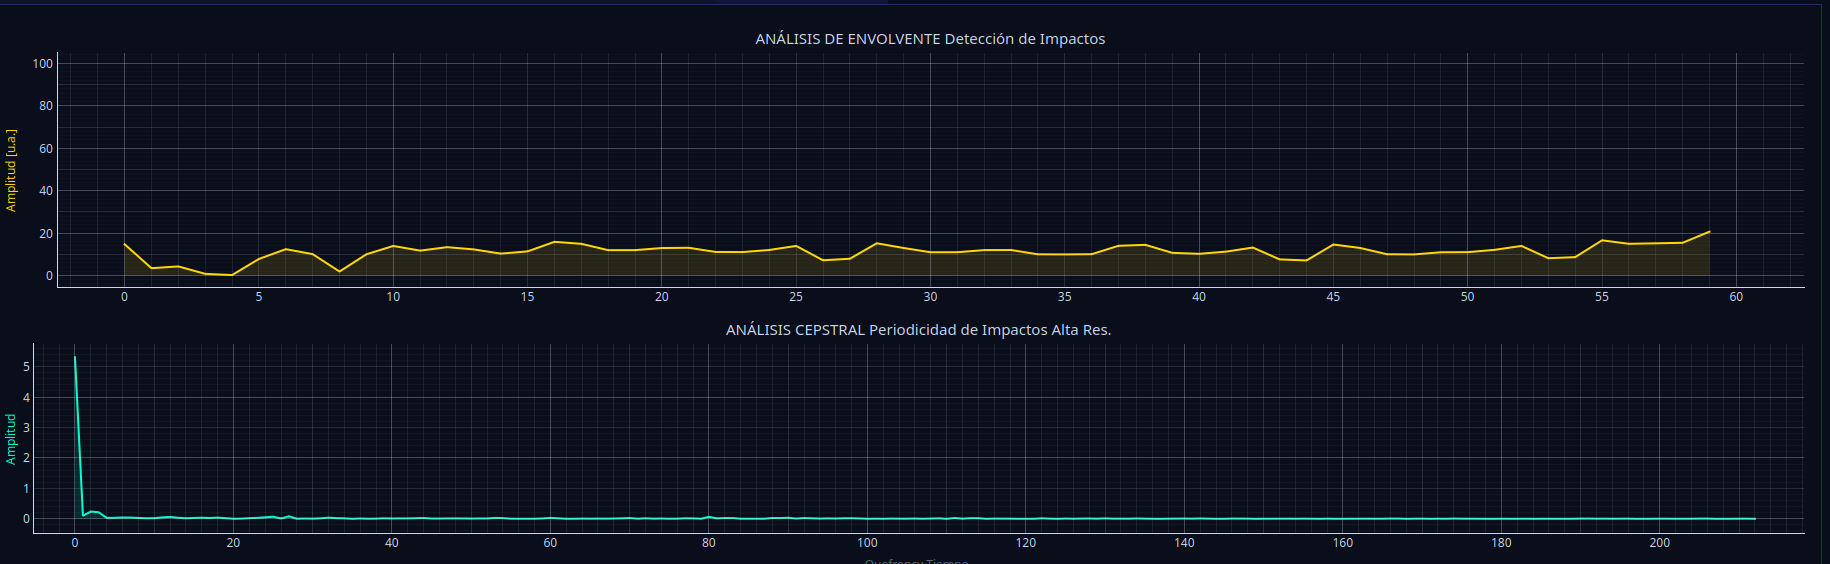 ANÁLISIS DE ENVOLVENTE Detección de Impactos
Amplitud [u.a.]
100
80
60
40
20
0
0 5 10 15 20 25 30 35 40 45 50 55 60
ANÁLISIS CEPSTRAL Periodicidad de Impactos Alta Res.
Amplitud
5
4
3
2
1
0
0 20 40 60 80 100 120 140 160 180 200
Quefrency Tiempo